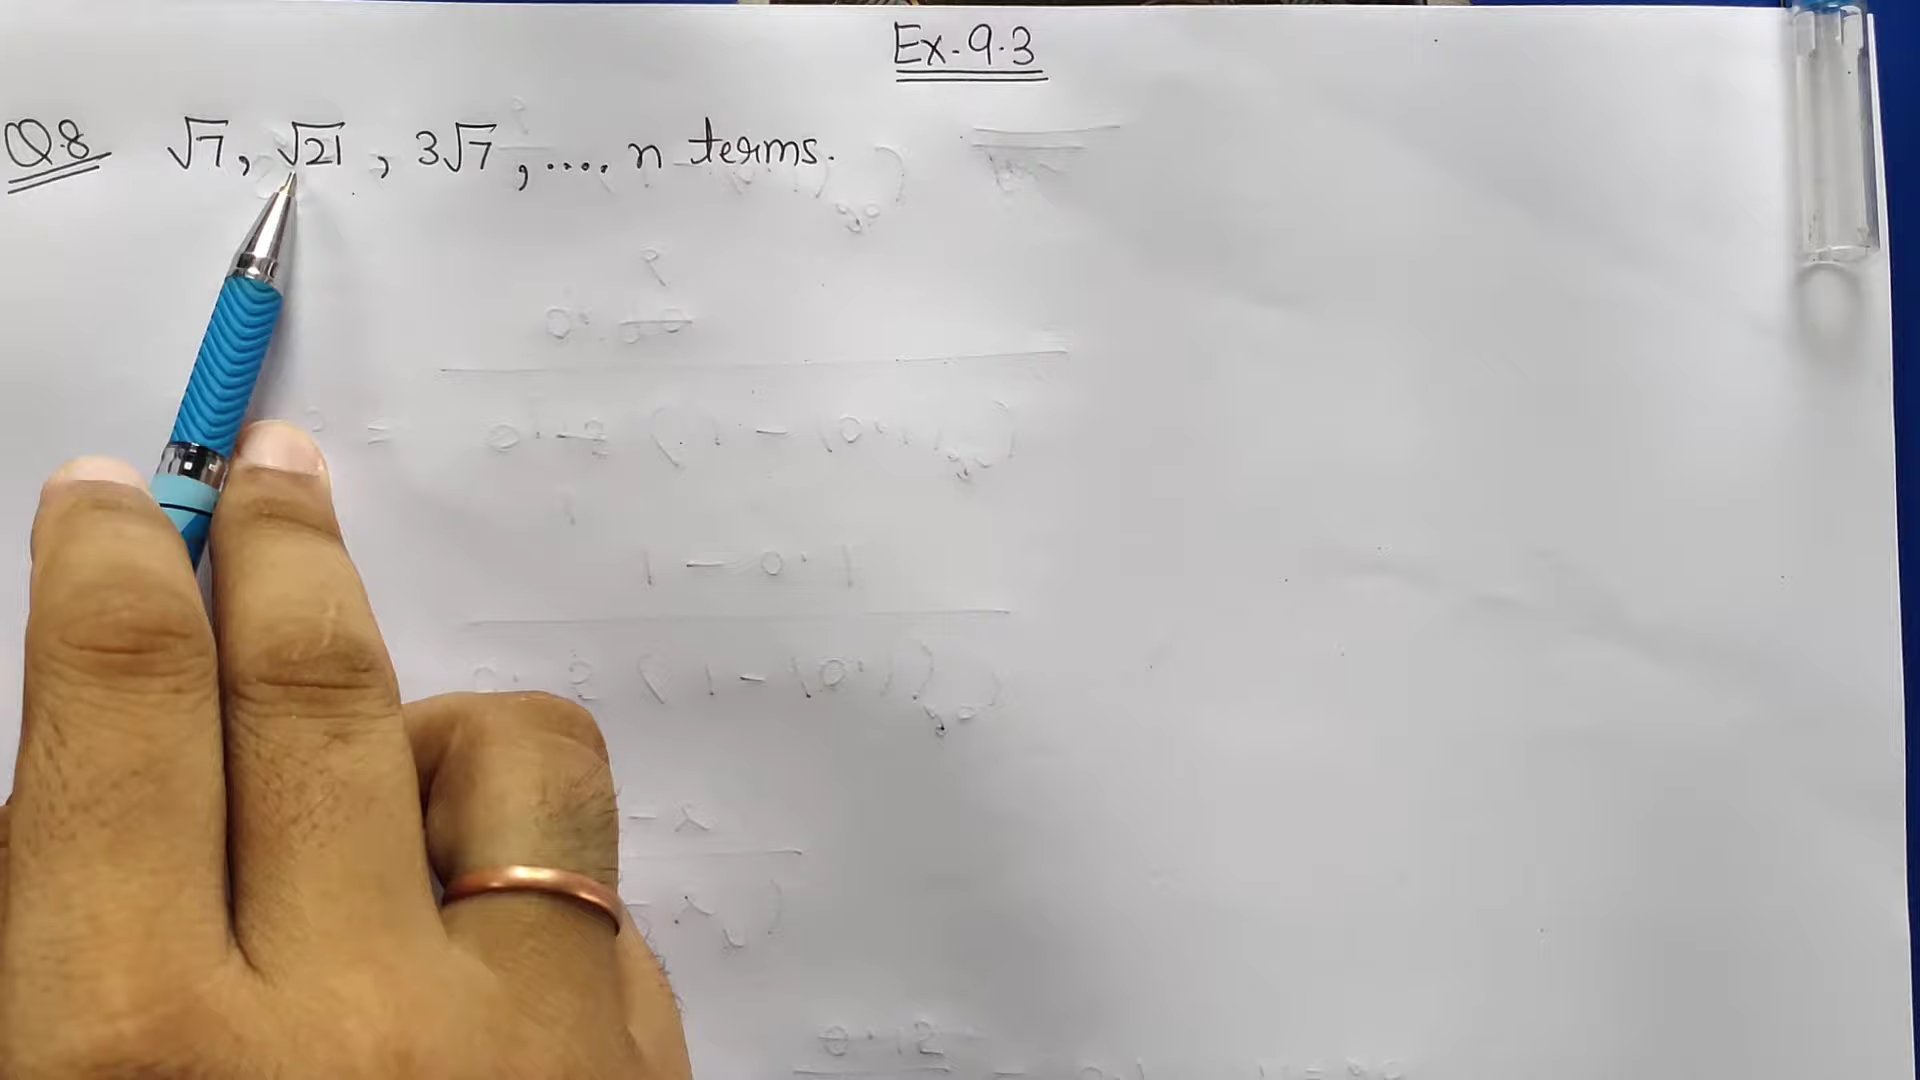 Ex. 9.3
Q.8 √7, √21, 3√7, .... n terms.